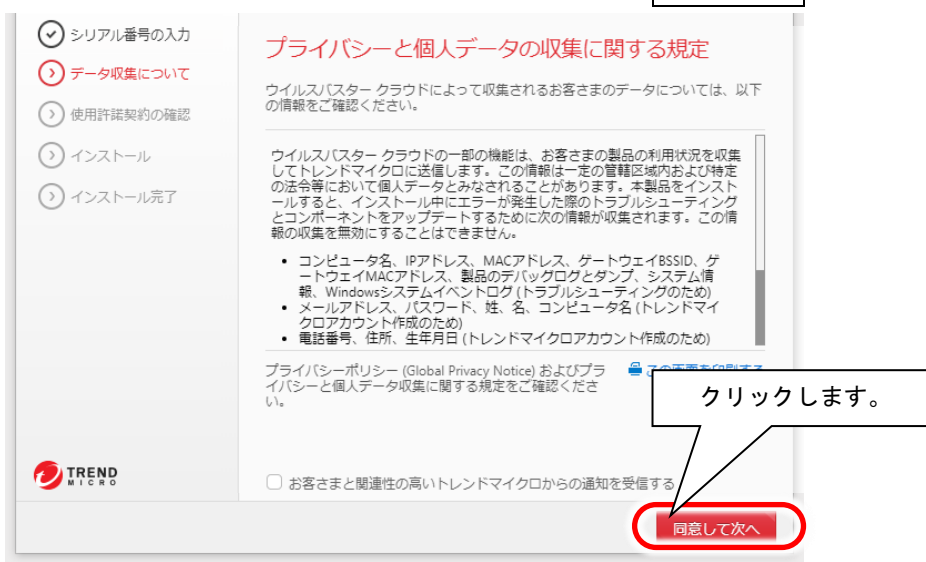 シリアル番号の入力
データ収集について
使用許諾契約の確認
インストール
インストール完了
プライバシーと個人データの収集に関する規定
ウイルスバスター クラウドによって収集されるお客さまのデータについては、以下
の情報をご確認ください。
ウイルスバスター クラウドの一部の機能は、お客さまの製品の利用状況を収集
してトレンドマイクロに送信します。この情報は一定の管轄区域内および特定
の法令等において個人データとみなされることがあります。本製品をインスト
ールすると、インストール中にエラーが発生した際のトラブルシューティング
とコンポーネントをアップデートするために次の情報が収集されます。この情
報の収集を無効にすることはできません。
• コンピュータ名、IPアドレス、MACアドレス、ゲートウェイBSSID、ゲ
ートウェイMACアドレス、製品のデバッグログとダンプ、システム情
報、Windowsシステムイベントログ (トラブルシューティングのため)
• メールアドレス、パスワード、姓、名、コンピュータ名 (トレンドマイ
クロアカウント作成のため)
• 電話番号、住所、生年月日 (トレンドマイクロアカウント作成のため)
プライバシーポリシー (Global Privacy Notice) およびプラ
イバシーと個人データ収集に関する規定をご確認くださ
い。
この画面を印刷する
クリックします。
TREND
MICRO
お客さまと関連性の高いトレンドマイクロからの通知を受信する
同意して次へ